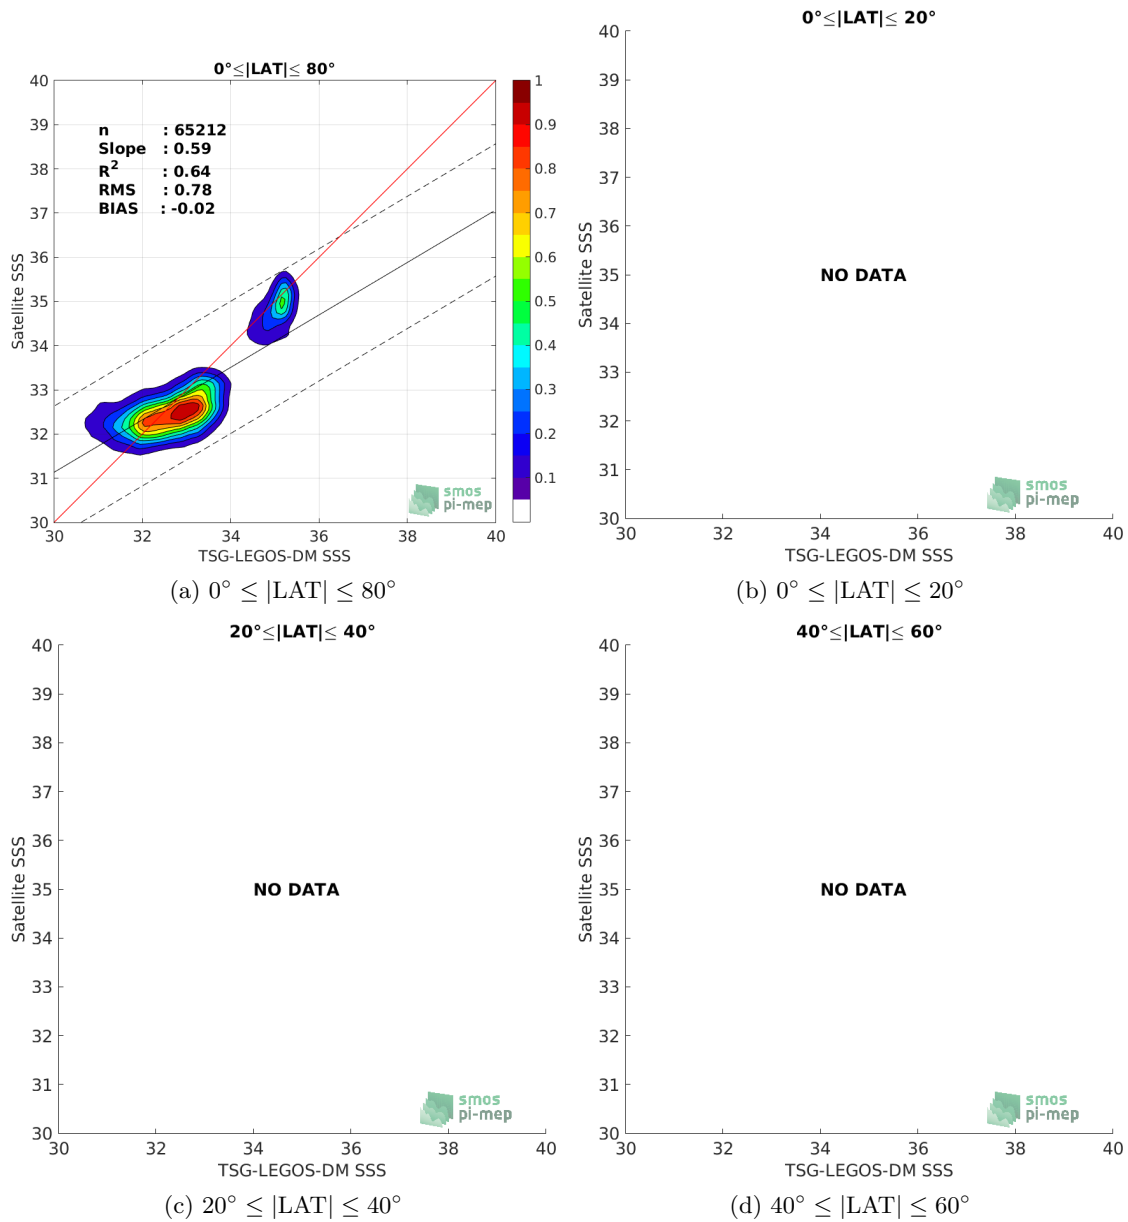 0°≤|LAT|≤ 80°
40
39
38
37
36
35
34
33
32
31
30
Satellite SSS
n : 65212
Slope : 0.59
R2 : 0.64
RMS : 0.78
BIAS : -0.02
1
0.9
0.8
0.7
0.6
0.5
0.4
0.3
0.2
0.1
smos
pi-mep
30 32 34 36 38 40
TSG-LEGOS-DM SSS
(a) 0° ≤ |LAT| ≤ 80°
0°≤|LAT|≤ 20°
40
39
38
37
36
35
34
33
32
31
30
Satellite SSS
NO DATA
smos
pi-mep
30 32 34 36 38 40
TSG-LEGOS-DM SSS
(b) 0° ≤ |LAT| ≤ 20°
20°≤|LAT|≤ 40°
40
39
38
37
36
35
34
33
32
31
30
Satellite SSS
NO DATA
smos
pi-mep
30 32 34 36 38 40
TSG-LEGOS-DM SSS
(c) 20° ≤ |LAT| ≤ 40°
40°≤|LAT|≤ 60°
40
39
38
37
36
35
34
33
32
31
30
Satellite SSS
NO DATA
smos
pi-mep
30 32 34 36 38 40
TSG-LEGOS-DM SSS
(d) 40° ≤ |LAT| ≤ 60°